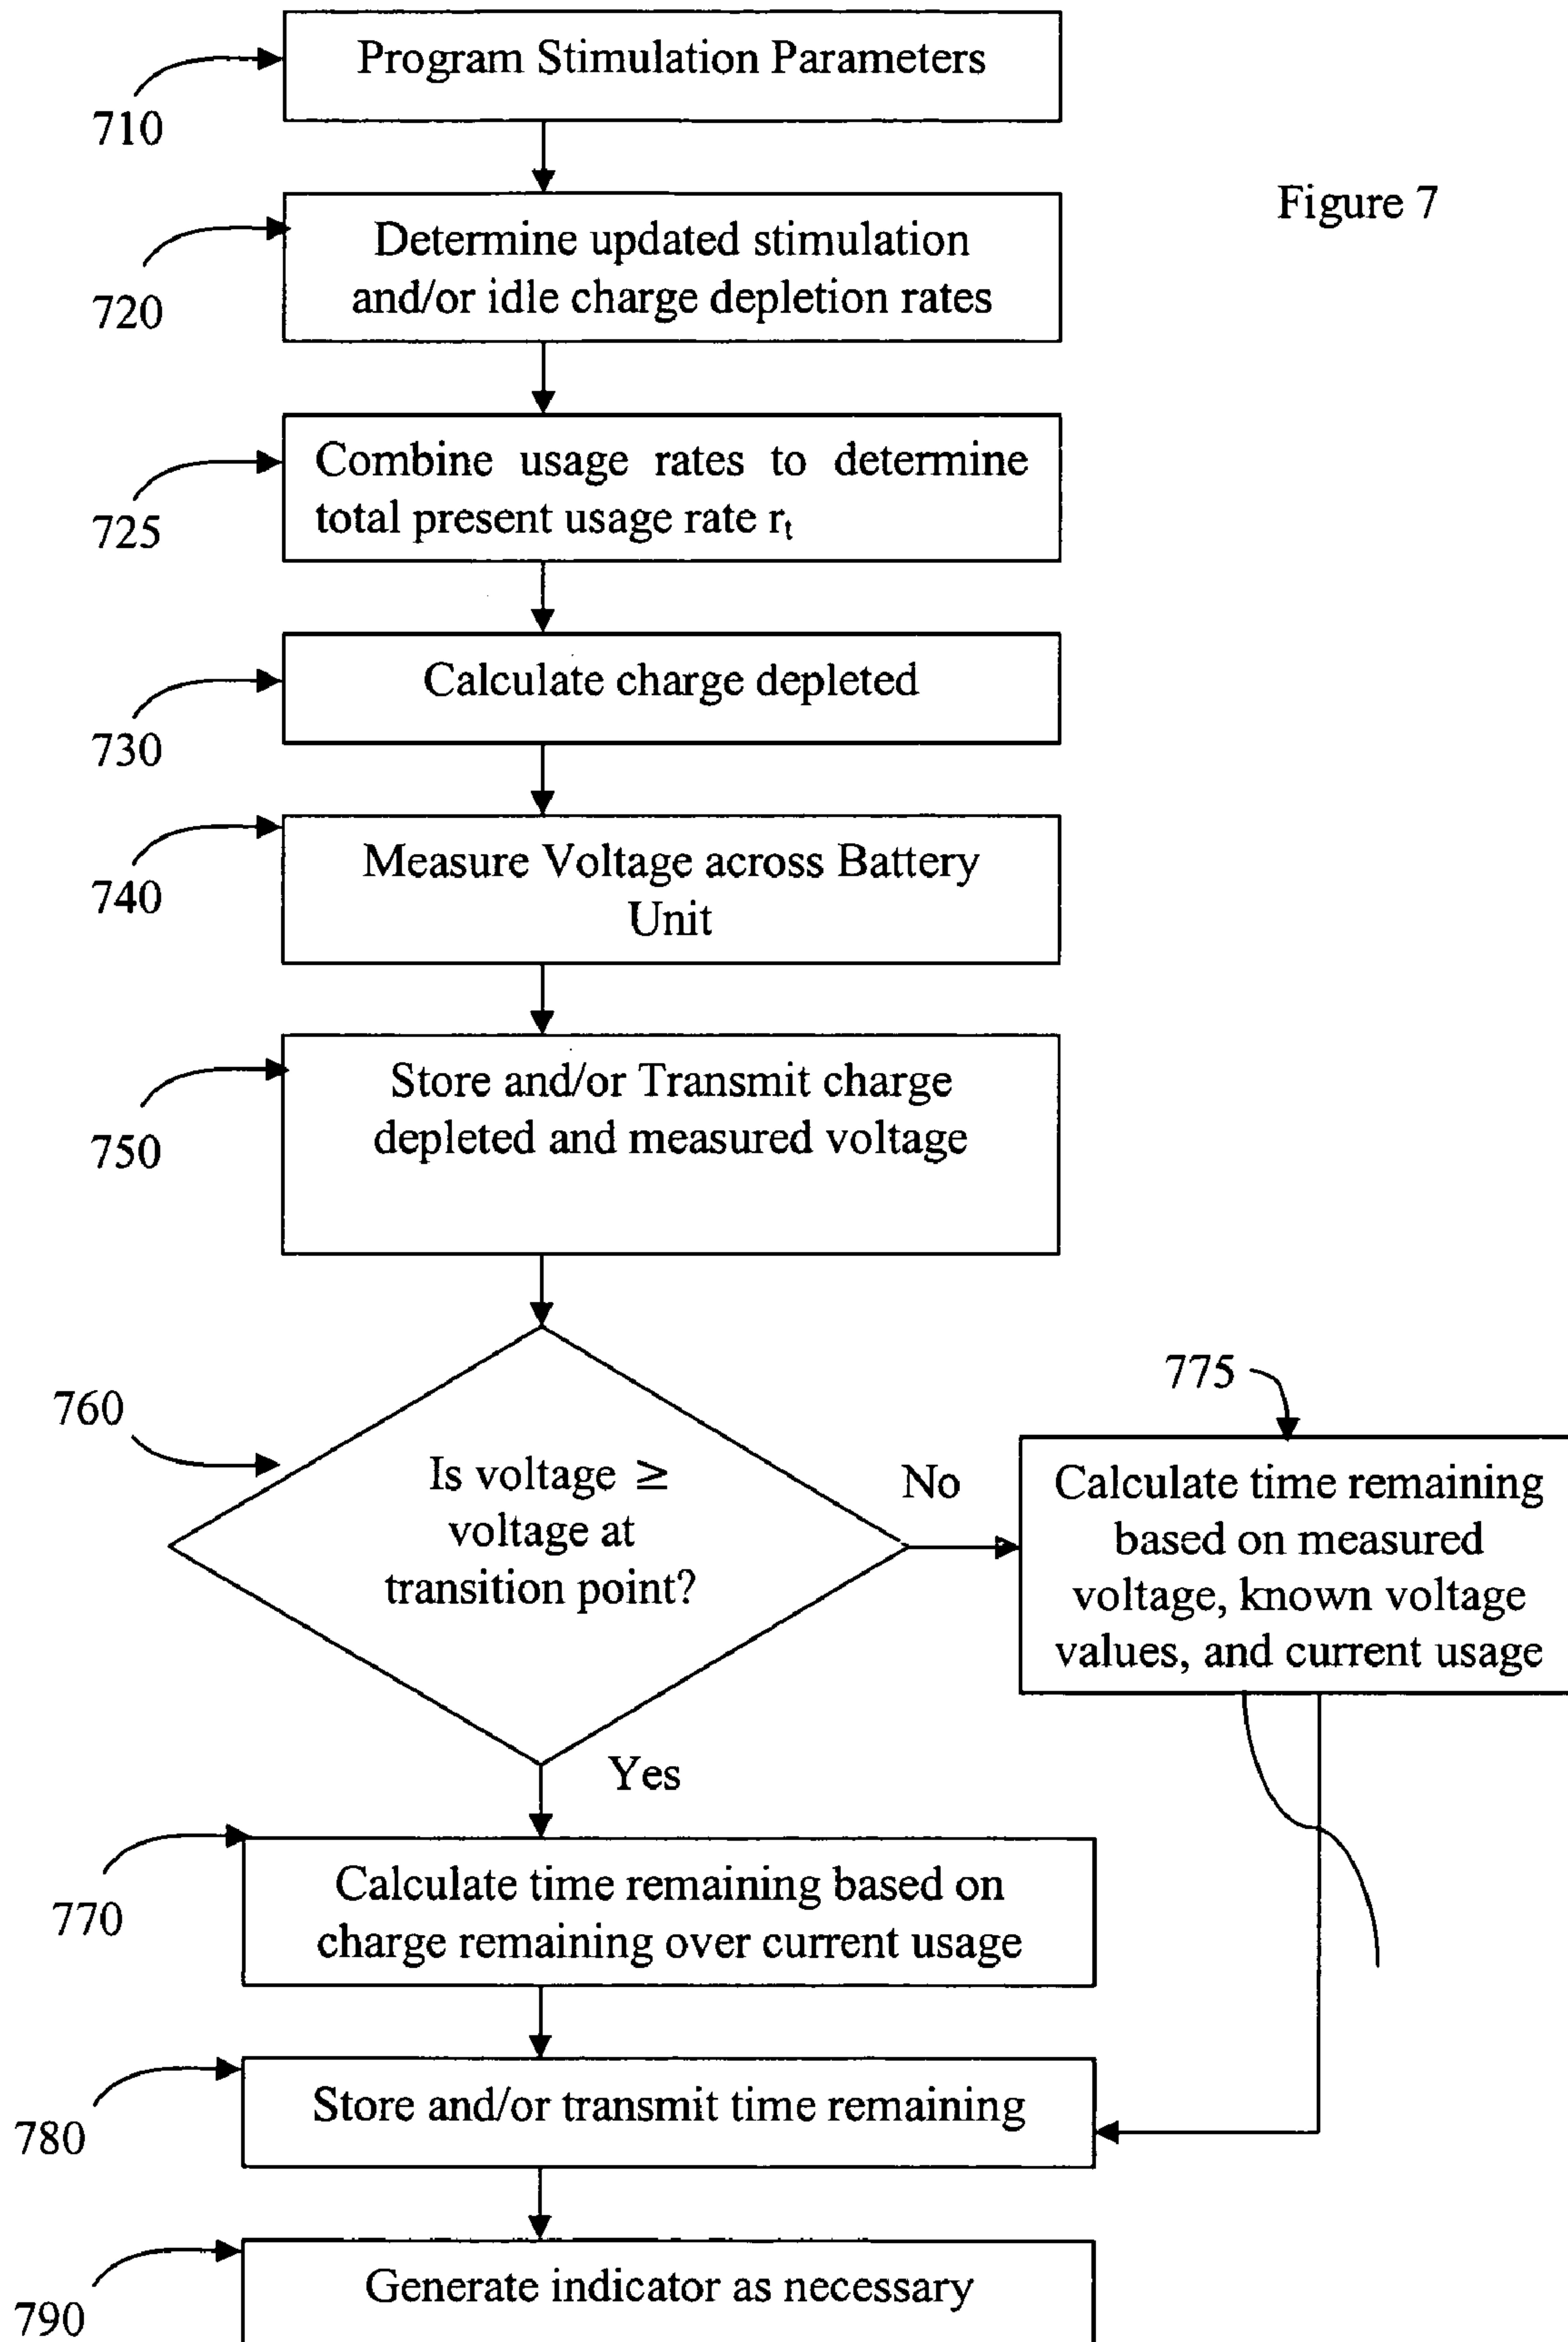 Program Stimulation Parameters
710
Figure 7
Determine updated stimulation
and/or idle charge depletion rates
720
Combine usage rates to determine
total present usage rate rₜ
725
Calculate charge depleted
730
Measure Voltage across Battery
Unit
740
Store and/or Transmit charge
depleted and measured voltage
750
775
760
Is voltage ≥
voltage at
transition point?
No
Calculate time remaining
based on measured
voltage, known voltage
values, and current usage
Yes
Calculate time remaining based on
charge remaining over current usage
770
Store and/or transmit time remaining
780
Generate indicator as necessary
790